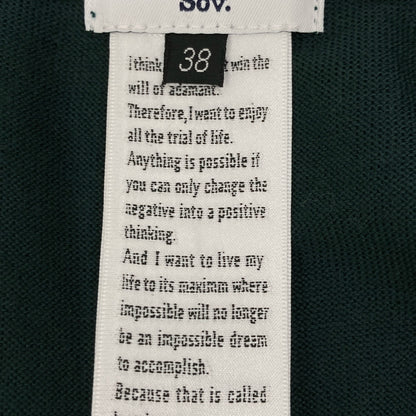 Sov.
38
I think win the
will of adamant.
Therefore, I want to enjoy
all the trial of life.
Anything is possible if
you can only change the
negative into a positive
thinking.
And I want to live my
life to its maximm where
impossible will no longer
be an impossible dream
to accomplish.
Because that is called